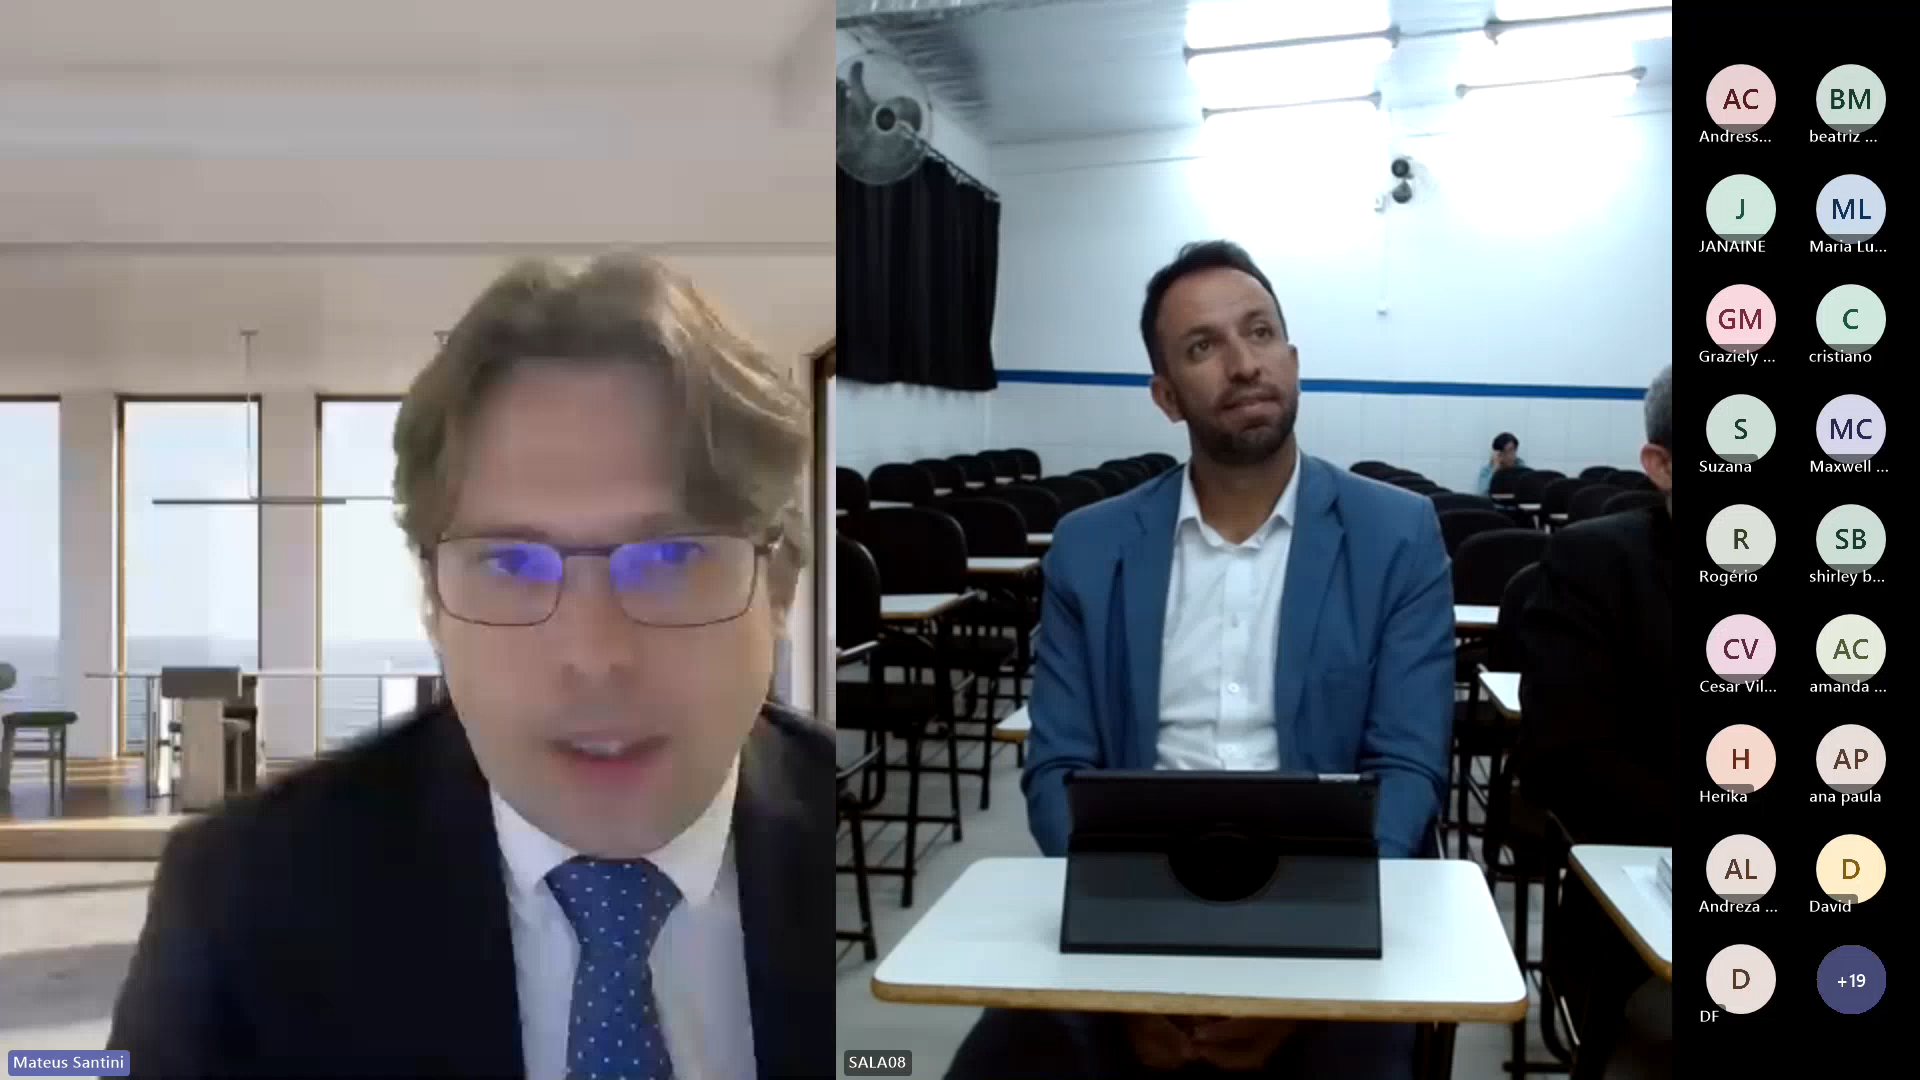 AC BM
Andress... beatriz ...
J ML
JANAINE Maria Lu...
GM C
Graziely ... cristiano
S MC
Suzana Maxwell ...
R SB
Rogério shirley b...
CV AC
Cesar Vil... amanda ...
H AP
Herika ana paula
AL D
Andreza ... David
D +19
DF
Mateus Santini
SALA08